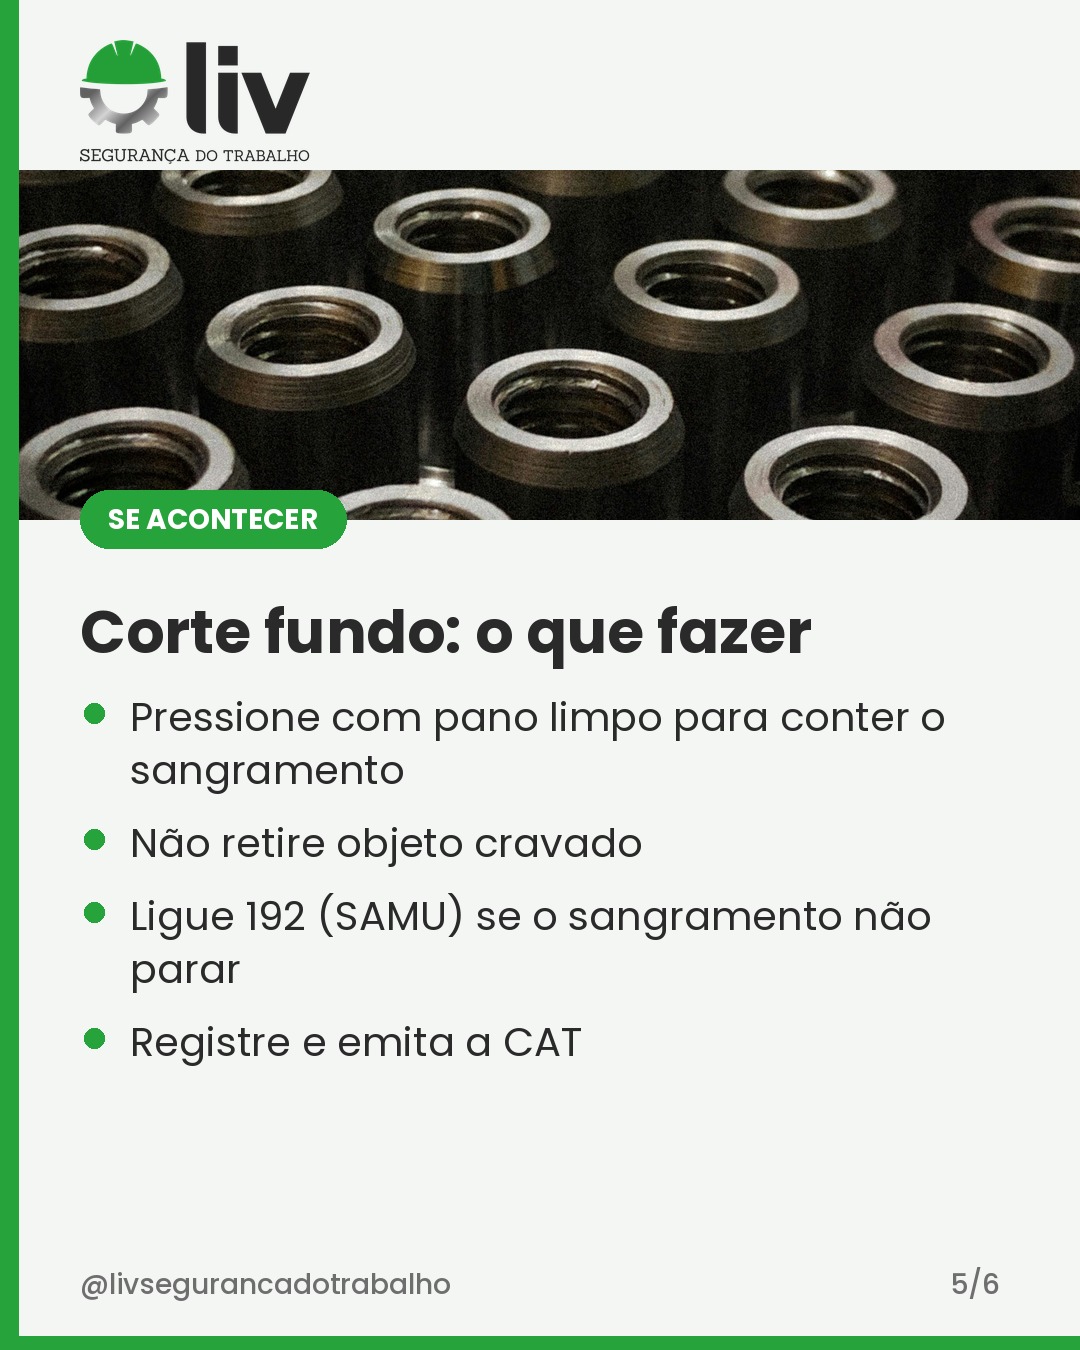 liv
SEGURANÇA DO TRABALHO
SE ACONTECER
Corte fundo: o que fazer
Pressione com pano limpo para conter o
sangramento
Não retire objeto cravado
Ligue 192 (SAMU) se o sangramento não
parar
Registre e emita a CAT
@livsegurancadotrabalho
5/6